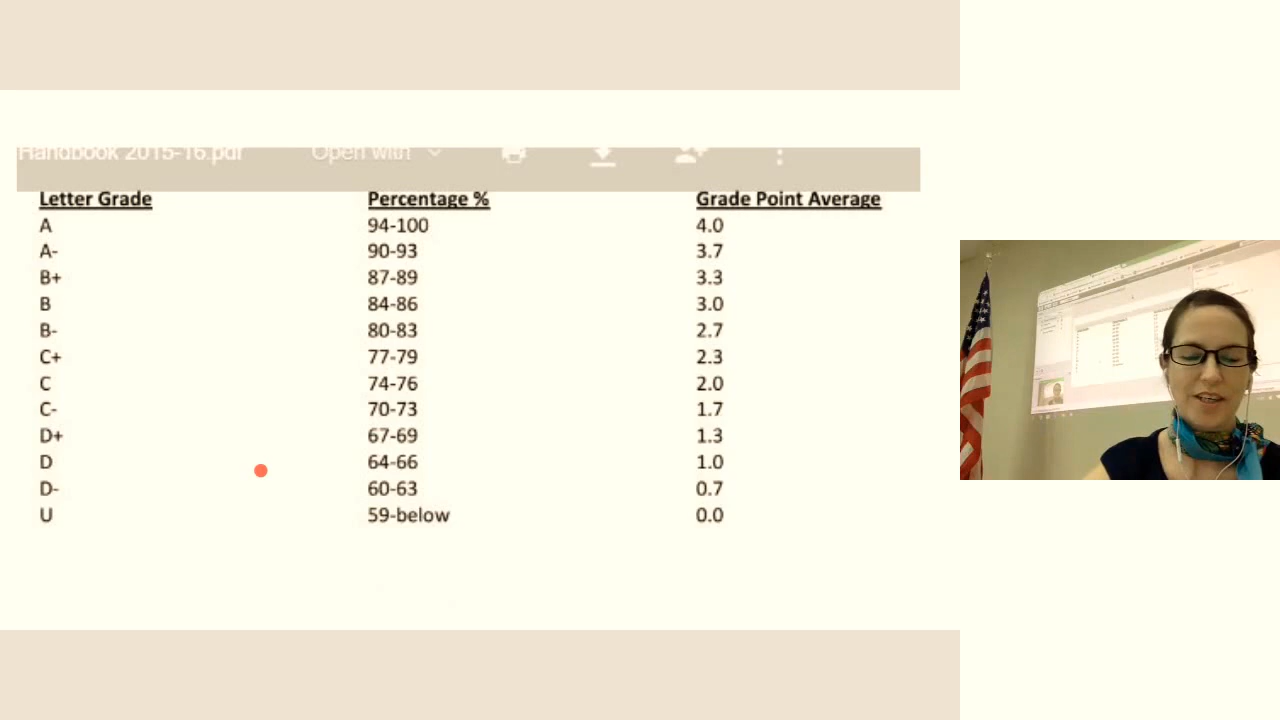 Handbook 2015-16.pdf Open with
Letter Grade Percentage % Grade Point Average
A 94-100 4.0
A- 90-93 3.7
B+ 87-89 3.3
B 84-86 3.0
B- 80-83 2.7
C+ 77-79 2.3
C 74-76 2.0
C- 70-73 1.7
D+ 67-69 1.3
D 64-66 1.0
D- 60-63 0.7
U 59-below 0.0